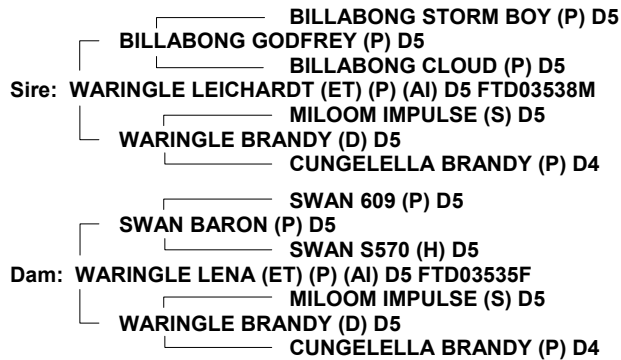 BILLABONG STORM BOY (P) D5
BILLABONG GODFREY (P) D5
BILLABONG CLOUD (P) D5
Sire: WARINGLE LEICHARDT (ET) (P) (AI) D5 FTD03538M
MILOOM IMPULSE (S) D5
WARINGLE BRANDY (D) D5
CUNGELELLA BRANDY (P) D4
SWAN 609 (P) D5
SWAN BARON (P) D5
SWAN S570 (H) D5
Dam: WARINGLE LENA (ET) (P) (AI) D5 FTD03535F
MILOOM IMPULSE (S) D5
WARINGLE BRANDY (D) D5
CUNGELELLA BRANDY (P) D4